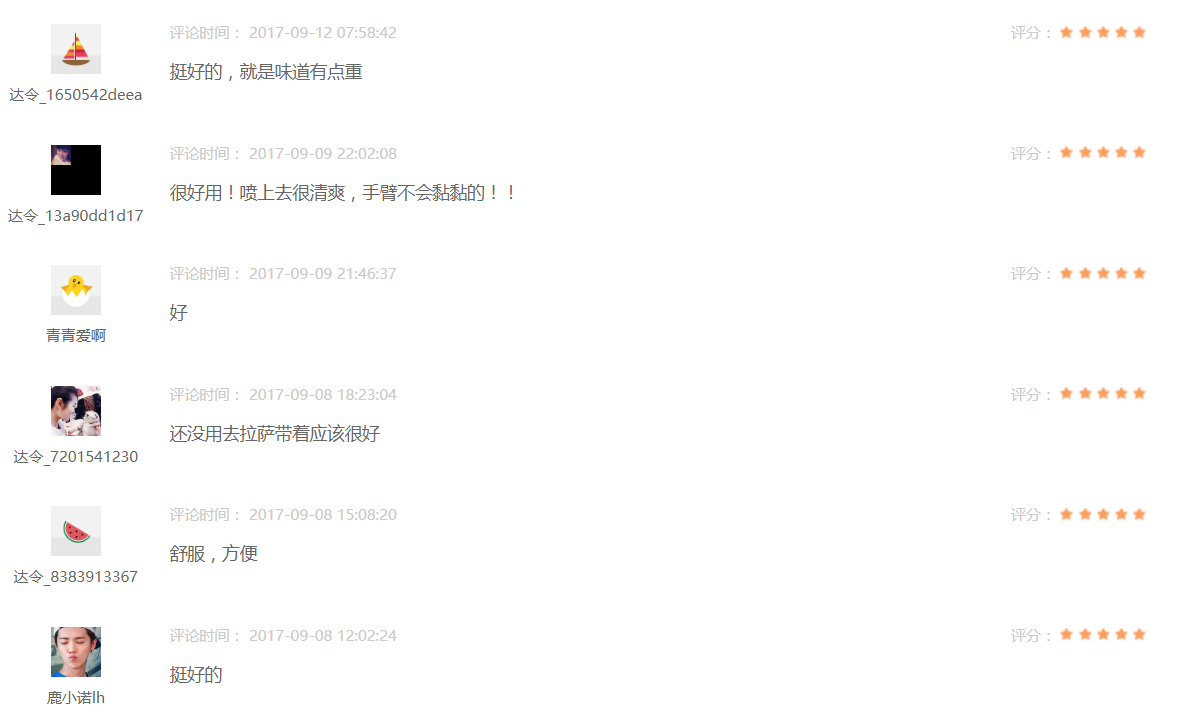 评论时间： 2017-09-12 07:58:42 评分：
挺好的，就是味道有点重
达令_1650542deea
评论时间： 2017-09-09 22:02:08 评分：
很好用！喷上去很清爽，手臂不会黏黏的！！
达令_13a90dd1d17
评论时间： 2017-09-09 21:46:37 评分：
好
青青爱啊
评论时间： 2017-09-08 18:23:04 评分：
还没用去拉萨带着应该很好
达令_7201541230
评论时间： 2017-09-08 15:08:20 评分：
舒服，方便
达令_8383913367
评论时间： 2017-09-08 12:02:24 评分：
挺好的
鹿小诺lh